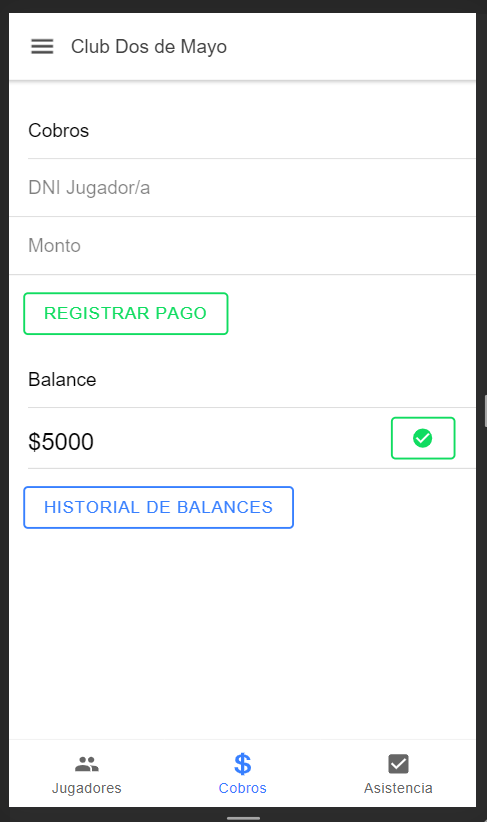 Club Dos de Mayo
Cobros
DNI Jugador/a
Monto
REGISTRAR PAGO
Balance
$5000
HISTORIAL DE BALANCES
Jugadores
Cobros
Asistencia